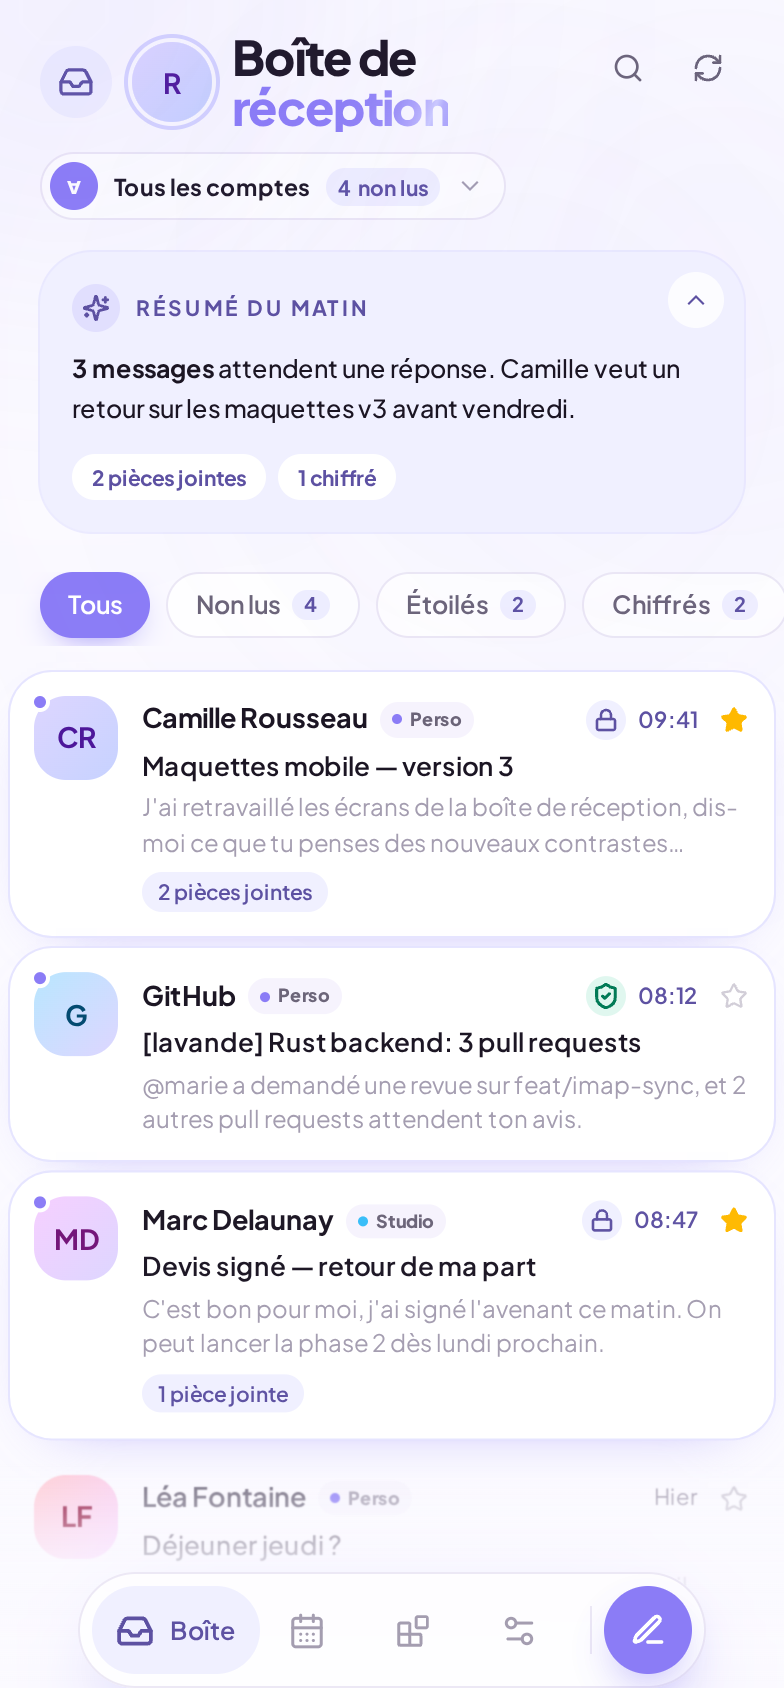 R
Boîte de
réception
∀ Tous les comptes 4 non lus
RÉSUMÉ DU MATIN
3 messages attendent une réponse. Camille veut un
retour sur les maquettes v3 avant vendredi.
2 pièces jointes 1 chiffré
Tous Non lus 4 Étoilés 2 Chiffrés 2
CR Camille Rousseau Perso 09:41
Maquettes mobile — version 3
J'ai retravaillé les écrans de la boîte de réception, dis-
moi ce que tu penses des nouveaux contrastes…
2 pièces jointes
G GitHub Perso 08:12
[lavande] Rust backend: 3 pull requests
@marie a demandé une revue sur feat/imap-sync, et 2
autres pull requests attendent ton avis.
MD Marc Delaunay Studio 08:47
Devis signé — retour de ma part
C'est bon pour moi, j'ai signé l'avenant ce matin. On
peut lancer la phase 2 dès lundi prochain.
1 pièce jointe
LF Léa Fontaine Perso Hier
Déjeuner jeudi ?
Boîte